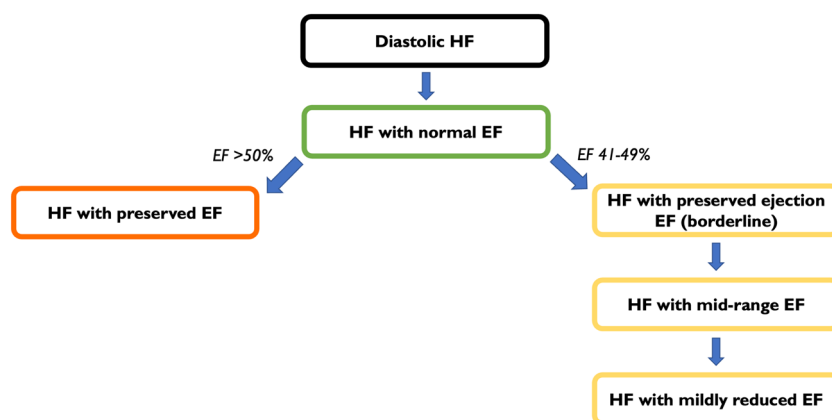 Diastolic HF
HF with normal EF
EF >50%
EF 41-49%
HF with preserved EF
HF with preserved ejection
EF (borderline)
HF with mid-range EF
HF with mildly reduced EF